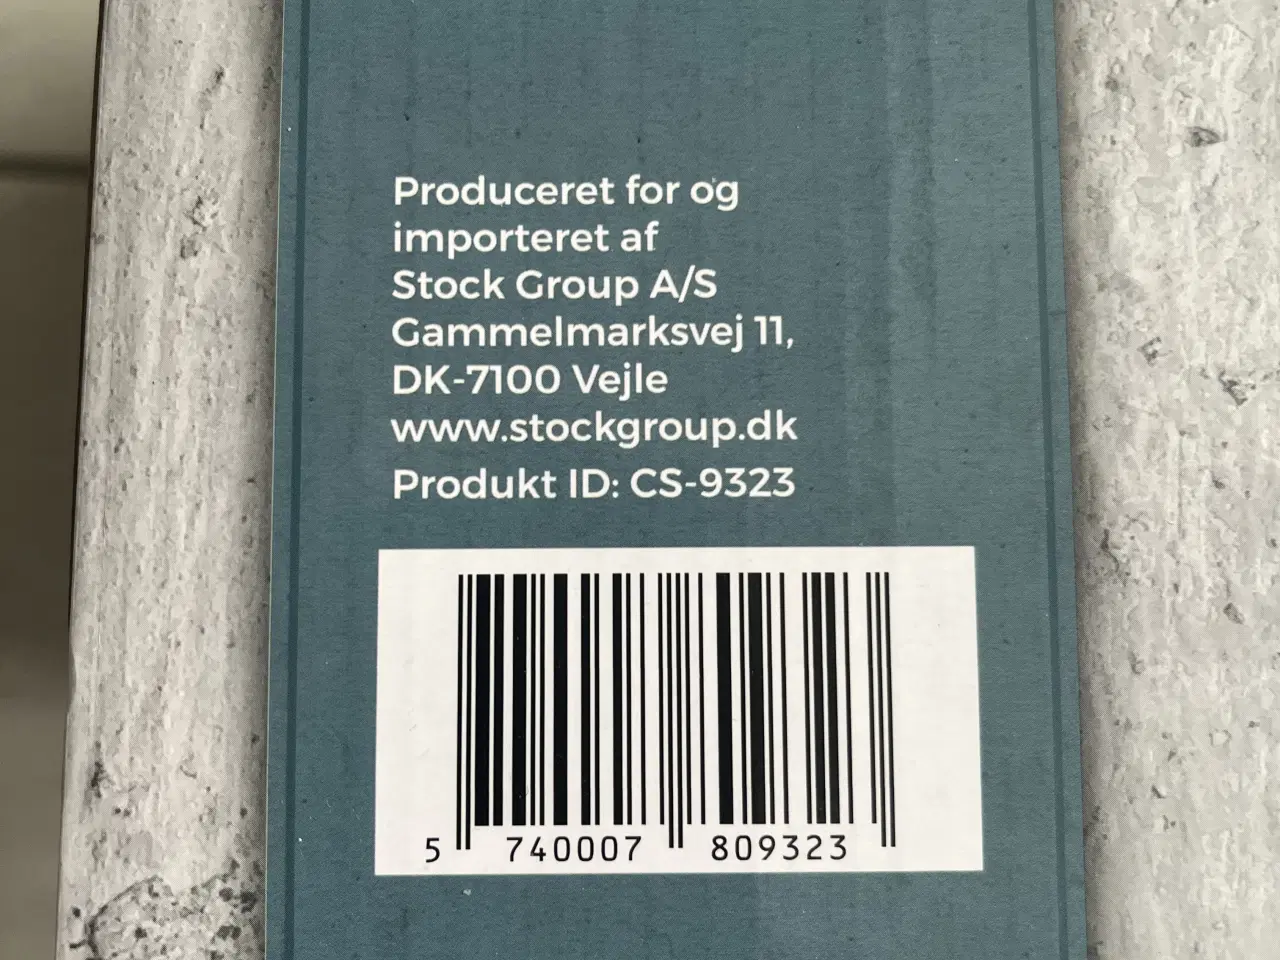 Produceret for og
importeret af
Stock Group A/S
Gammelmarksvej 11,
DK-7100 Vejle
www.stockgroup.dk
Produkt ID: CS-9323
5 740007 809323